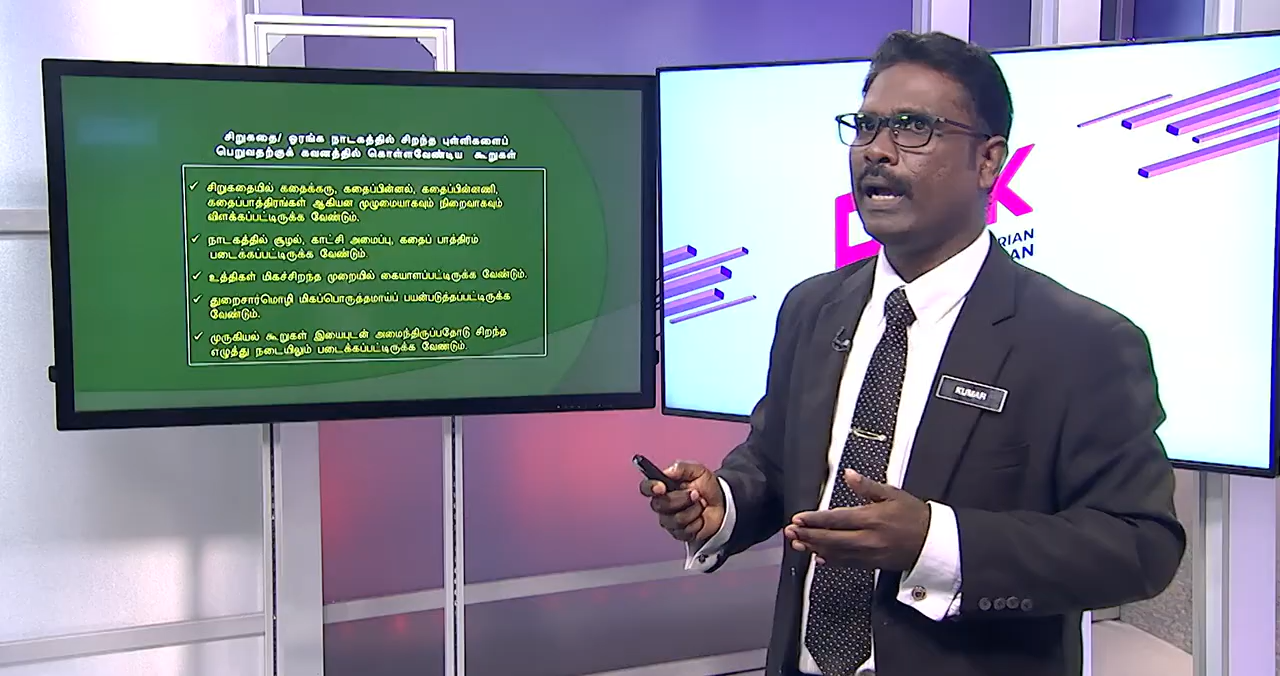 சிறுகதை/ ஓரங்க நாடகத்தில் சிறந்த புள்ளிகளைப்
பெறுவதற்குக் கவனத்தில் கொள்ளவேண்டிய கூறுகள்
✓ சிறுகதையில் கதைக்கரு, கதைப்பின்னல், கதைப்பின்னணி,
கதைப்பாத்திரங்கள் ஆகியன முழுமையாகவும் நிறைவாகவும்
விளக்கப்பட்டிருக்க வேண்டும்.
✓ நாடகத்தில் சூழல், காட்சி அமைப்பு, கதைப் பாத்திரம்
படைக்கப்பட்டிருக்க வேண்டும்.
✓ உத்திகள் மிகச்சிறந்த முறையில் கையாளப்பட்டிருக்க வேண்டும்.
✓ துறைசார்மொழி மிகப்பொருத்தமாய்ப் பயன்படுத்தப்பட்டிருக்க
வேண்டும்.
✓ முருகியல் கூறுகள் இயைபுடன் அமைந்திருப்பதோடு சிறந்த
எழுத்து நடையிலும் படைக்கப்பட்டிருக்க வேண்டும்.
KUMAR